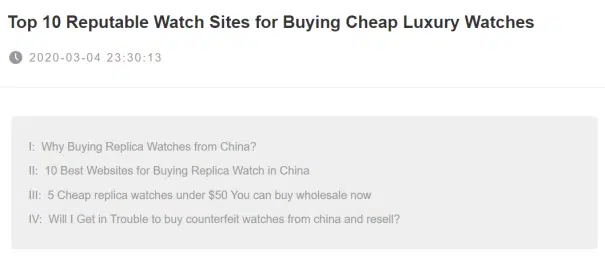 Top 10 Reputable Watch Sites for Buying Cheap Luxury Watches
2020-03-04 23:30:13
I: Why Buying Replica Watches from China?
II: 10 Best Websites for Buying Replica Watch in China
III: 5 Cheap replica watches under $50 You can buy wholesale now
IV: Will I Get in Trouble to buy counterfeit watches from china and resell?